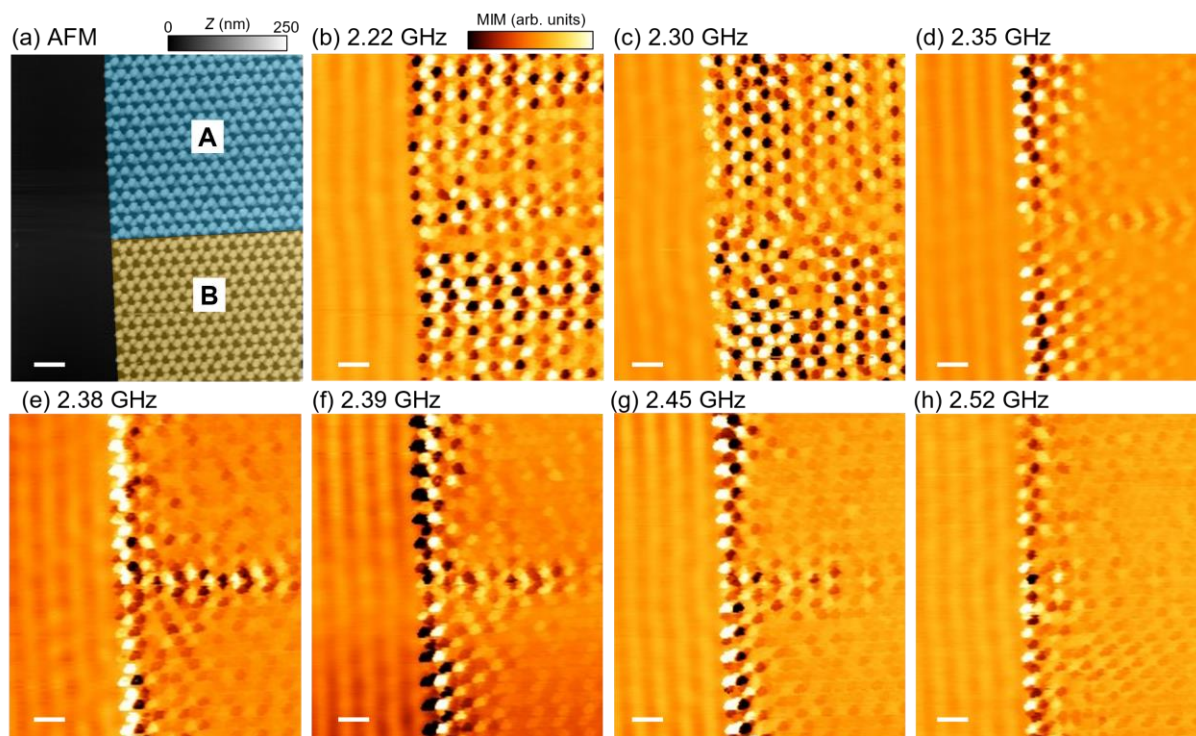 (a) AFM
Z (nm)
0 250
A
B
(b) 2.22 GHz
MIM (arb. units)
(c) 2.30 GHz
(d) 2.35 GHz
(e) 2.38 GHz
(f) 2.39 GHz
(g) 2.45 GHz
(h) 2.52 GHz